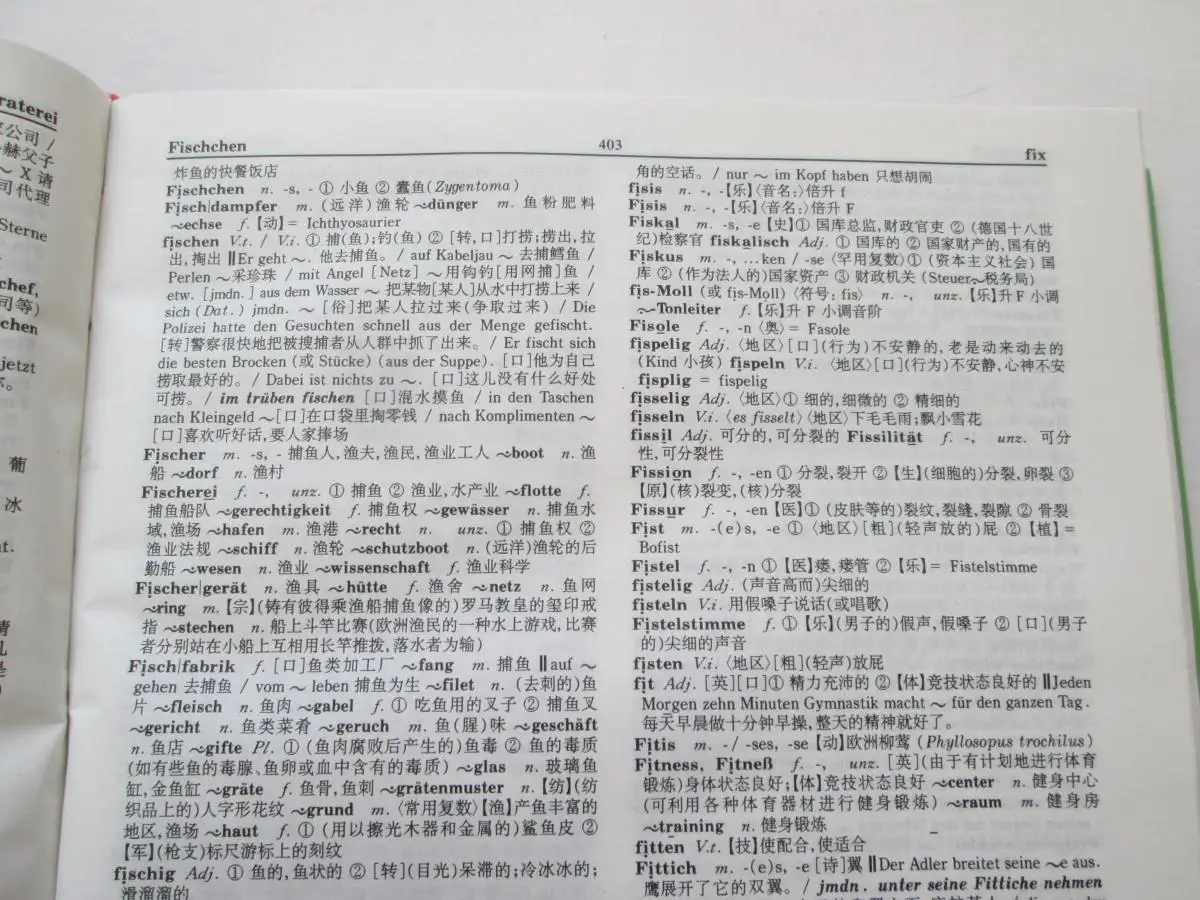 raterei
公司 /
赫父子
～ X 请
司代理
Sterne
chef,
司等)
chen
jetzt
葡
冰
Fischchen
403
fix
炸鱼的快餐饭店
Fischchen n. -s, - ① 小鱼 ② 蠹鱼(Zygentoma)
Fisch|dampfer m. (远洋)渔轮 ~dünger m. 鱼粉肥料
~echse f.【动】= Ichthyosaurier
fischen V.t. / V.i. ① 捕(鱼);钓(鱼) ② [转,口]打捞;捞出,拉
出,掏出 ‖Er geht ～. 他去捕鱼。/ auf Kabeljau ～ 去捕鳕鱼 /
Perlen ～采珍珠 / mit Angel [Netz] ～用钩钓[用网捕]鱼 /
etw. [jmdn.] aus dem Wasser ～ 把某物[某人]从水中打捞上来 /
sich (Dat.) jmdn. ～ [俗]把某人拉过来(争取过来) / Die
Polizei hatte den Gesuchten schnell aus der Menge gefischt.
[转]警察很快地把被搜捕者从人群中抓了出来。/ Er fischt sich
die besten Brocken (或 Stücke) (aus der Suppe). [口]他为自己
捞取最好的。/ Dabei ist nichts zu ～. [口]这儿没有什么好处
可捞。/ im trüben fischen [口]混水摸鱼 / in den Taschen
nach Kleingeld ～[口]在口袋里掏零钱 / nach Komplimenten ～
[口]喜欢听好话,要人家捧场
Fischer m. -s, - 捕鱼人,渔夫,渔民,渔业工人 ~boot n. 渔
船 ~dorf n. 渔村
Fischerei f. -, unz. ① 捕鱼 ② 渔业,水产业 ~flotte f.
捕鱼船队 ~gerechtigkeit f. 捕鱼权 ~gewässer n. 捕鱼水
域,渔场 ~hafen m. 渔港 ~recht n. unz. ① 捕鱼权 ②
渔业法规 ~schiff n. 渔轮 ~schutzboot n. (远洋)渔轮的后
勤船 ~wesen n. 渔业 ~wissenschaft f. 渔业科学
Fischer|gerät n. 渔具 ~hütte f. 渔舍 ~netz n. 鱼网
~ring m.【宗】(铸有彼得乘渔船捕鱼像的)罗马教皇的玺印戒
指 ~stechen n. 船上斗竿比赛(欧洲渔民的一种水上游戏,比赛
者分别站在小船上互相用长竿推拨,落水者为输)
Fisch|fabrik f. [口]鱼类加工厂 ~fang m. 捕鱼 ‖auf ～
gehen 去捕鱼 / vom ～ leben 捕鱼为生 ~filet n. (去刺的)鱼
片 ~fleisch n. 鱼肉 ~gabel f. ① 吃鱼用的叉子 ② 捕鱼叉
~gericht n. 鱼类菜肴 ~geruch m. 鱼(腥)味 ~geschäft
n. 鱼店 ~gifte Pl. ① (鱼肉腐败后产生的)鱼毒 ② 鱼的毒质
(如有些鱼的毒腺、鱼卵或血中含有的毒质) ~glas n. 玻璃鱼
缸,金鱼缸 ~gräte f. 鱼骨,鱼刺 ~grätenmuster n.【纺】(纺
织品上的)人字形花纹 ~grund m.〈常用复数〉【渔】产鱼丰富的
地区,渔场 ~haut f. ① (用以擦光木器和金属的)鲨鱼皮 ②
【军】(枪支)标尺游标上的刻纹
fischig Adj. ① 鱼的,鱼状的 ② [转](目光)呆滞的;冷冰冰的;
滑溜溜的
角的空话。/ nur ～ im Kopf haben 只想胡闹
fisis n. -, -【乐】〈音名:〉倍升 f
Fisis n. -, -【乐】〈音名:〉倍升 F
Fiskal m. -s, -e【史】① 国库总监,财政官吏 ② (德国十八世
纪)检察官 fiskalisch Adj. ① 国库的 ② 国家财产的,国有的
Fiskus m. -, ...ken / -se〈罕用复数〉① (资本主义社会) 国
库 ② (作为法人的)国家资产 ③ 财政机关 (Steuer～税务局)
fis-Moll (或 fis-Moll)〈符号: fis〉 n. -, unz.【乐】升 F 小调
~Tonleiter f.【乐】升 F 小调音阶
Fisole f. -, -n〈奥〉= Fasole
fispelig Adj.〈地区〉[口](行为)不安静的,老是动来动去的
(Kind 小孩) fispeln V.i.〈地区〉[口](行为)不安静,心神不安
fisplig = fispelig
fisselig Adj.〈地区〉① 细的,细微的 ② 精细的
fisseln V.i.〈es fisselt〉〈地区〉下毛毛雨;飘小雪花
fissil Adj. 可分的,可分裂的 Fissilität f. -, unz. 可分
性,可分裂性
Fission f. -, -en ① 分裂,裂开 ②【生】(细胞的)分裂,卵裂 ③
【原】(核)裂变,(核)分裂
Fissur f. -, -en【医】① (皮肤等的)裂纹,裂缝,裂隙 ② 骨裂
Fist m. -(e)s, -e ①〈地区〉[粗](轻声放的)屁 ②【植】=
Bofist
Fistel f. -, -n ①【医】瘘,瘘管 ②【乐】= Fistelstimme
fistelig Adj. (声音高而)尖细的
fisteln V.i. 用假嗓子说话(或唱歌)
Fistelstimme f. ①【乐】(男子的)假声,假嗓子 ② [口](男子
的)尖细的声音
fisten V.i.〈地区〉[粗](轻声)放屁
fit Adj. [英][口]① 精力充沛的 ②【体】竞技状态良好的 ‖Jeden
Morgen zehn Minuten Gymnastik macht ～ für den ganzen Tag.
每天早晨做十分钟早操,整天的精神就好了。
Fitis m. -/ -ses, -se【动】欧洲柳莺 (Phyllosopus trochilus)
Fitness, Fitneß f. -, unz. [英](由于有计划地进行体育
锻炼)身体状态良好;【体】竞技状态良好 ~center n. 健身中心
(可利用各种体育器材进行健身锻炼) ~raum m. 健身房
~training n. 健身锻炼
fitten V.t.【技】使配合,使适合
Fittich m. -(e)s, -e [诗]翼 ‖Der Adler breitet seine ～e aus.
鹰展开了它的双翼。/ jmdn. unter seine Fittiche nehmen